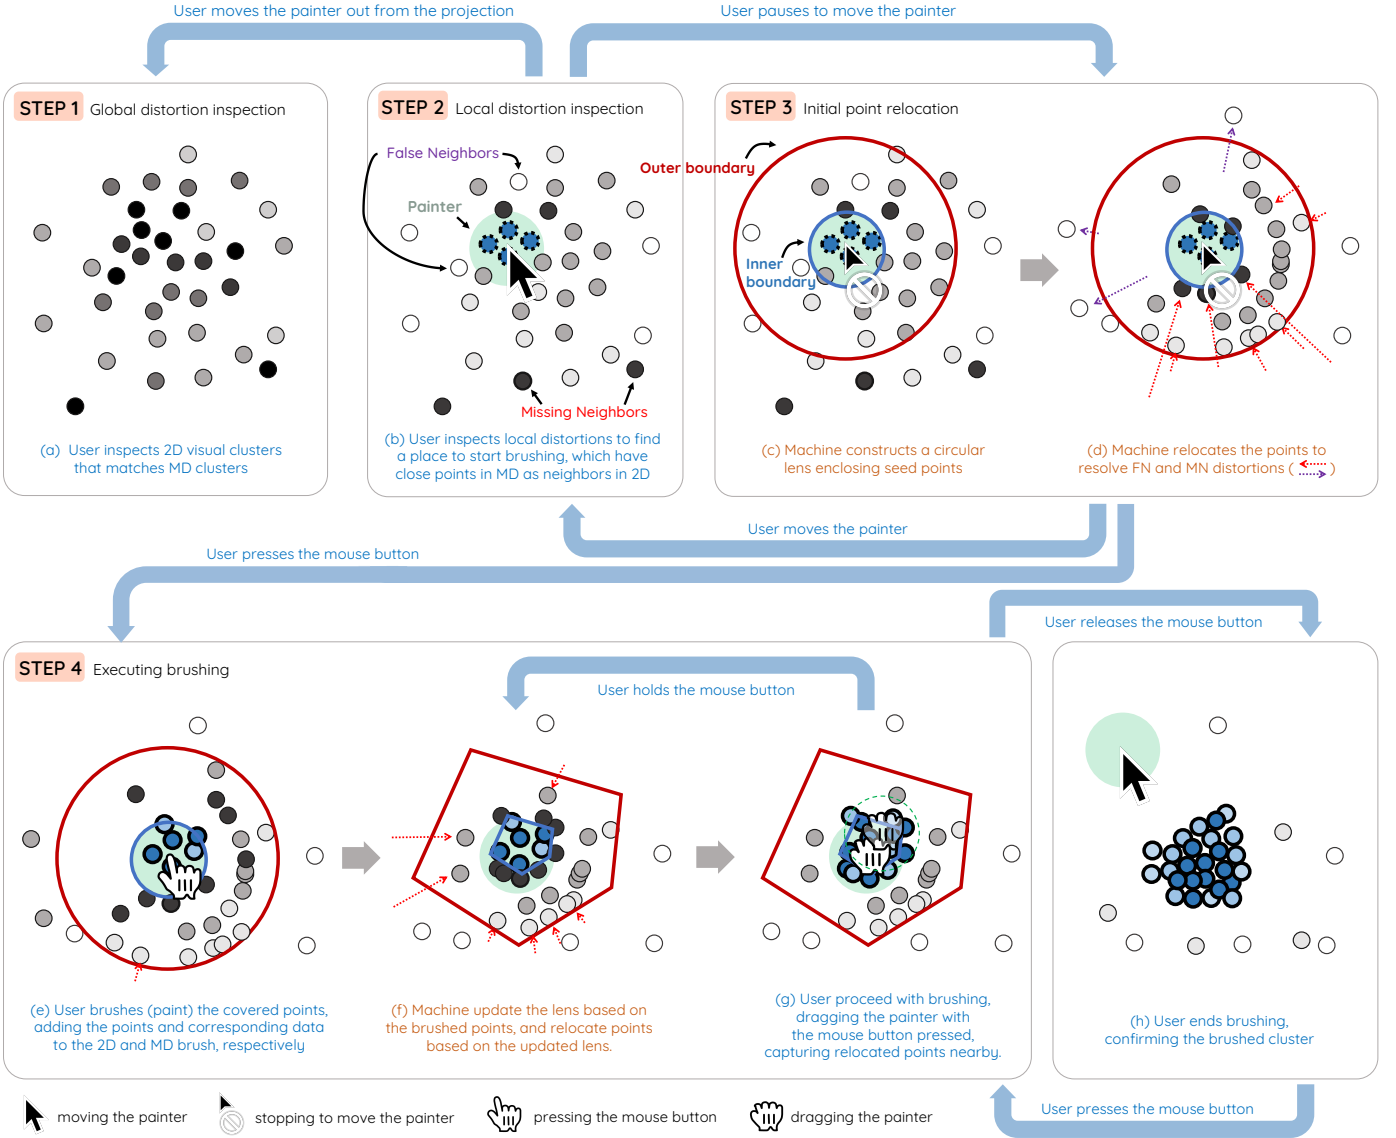 User moves the painter out from the projection
User pauses to move the painter
STEP 1 Global distortion inspection
(a) User inspects 2D visual clusters
that matches MD clusters
STEP 2 Local distortion inspection
False Neighbors
Painter
Missing Neighbors
(b) User inspects local distortions to find
a place to start brushing, which have
close points in MD as neighbors in 2D
STEP 3 Initial point relocation
Outer boundary
Inner
boundary
(c) Machine constructs a circular
lens enclosing seed points
(d) Machine relocates the points to
resolve FN and MN distortions ( )
User moves the painter
User presses the mouse button
User releases the mouse button
STEP 4 Executing brushing
User holds the mouse button
(e) User brushes (paint) the covered points,
adding the points and corresponding data
to the 2D and MD brush, respectively
(f) Machine update the lens based on
the brushed points, and relocate points
based on the updated lens.
(g) User proceed with brushing,
dragging the painter with
the mouse button pressed,
capturing relocated points nearby.
(h) User ends brushing,
confirming the brushed cluster
User presses the mouse button
moving the painter
stopping to move the painter
pressing the mouse button
dragging the painter